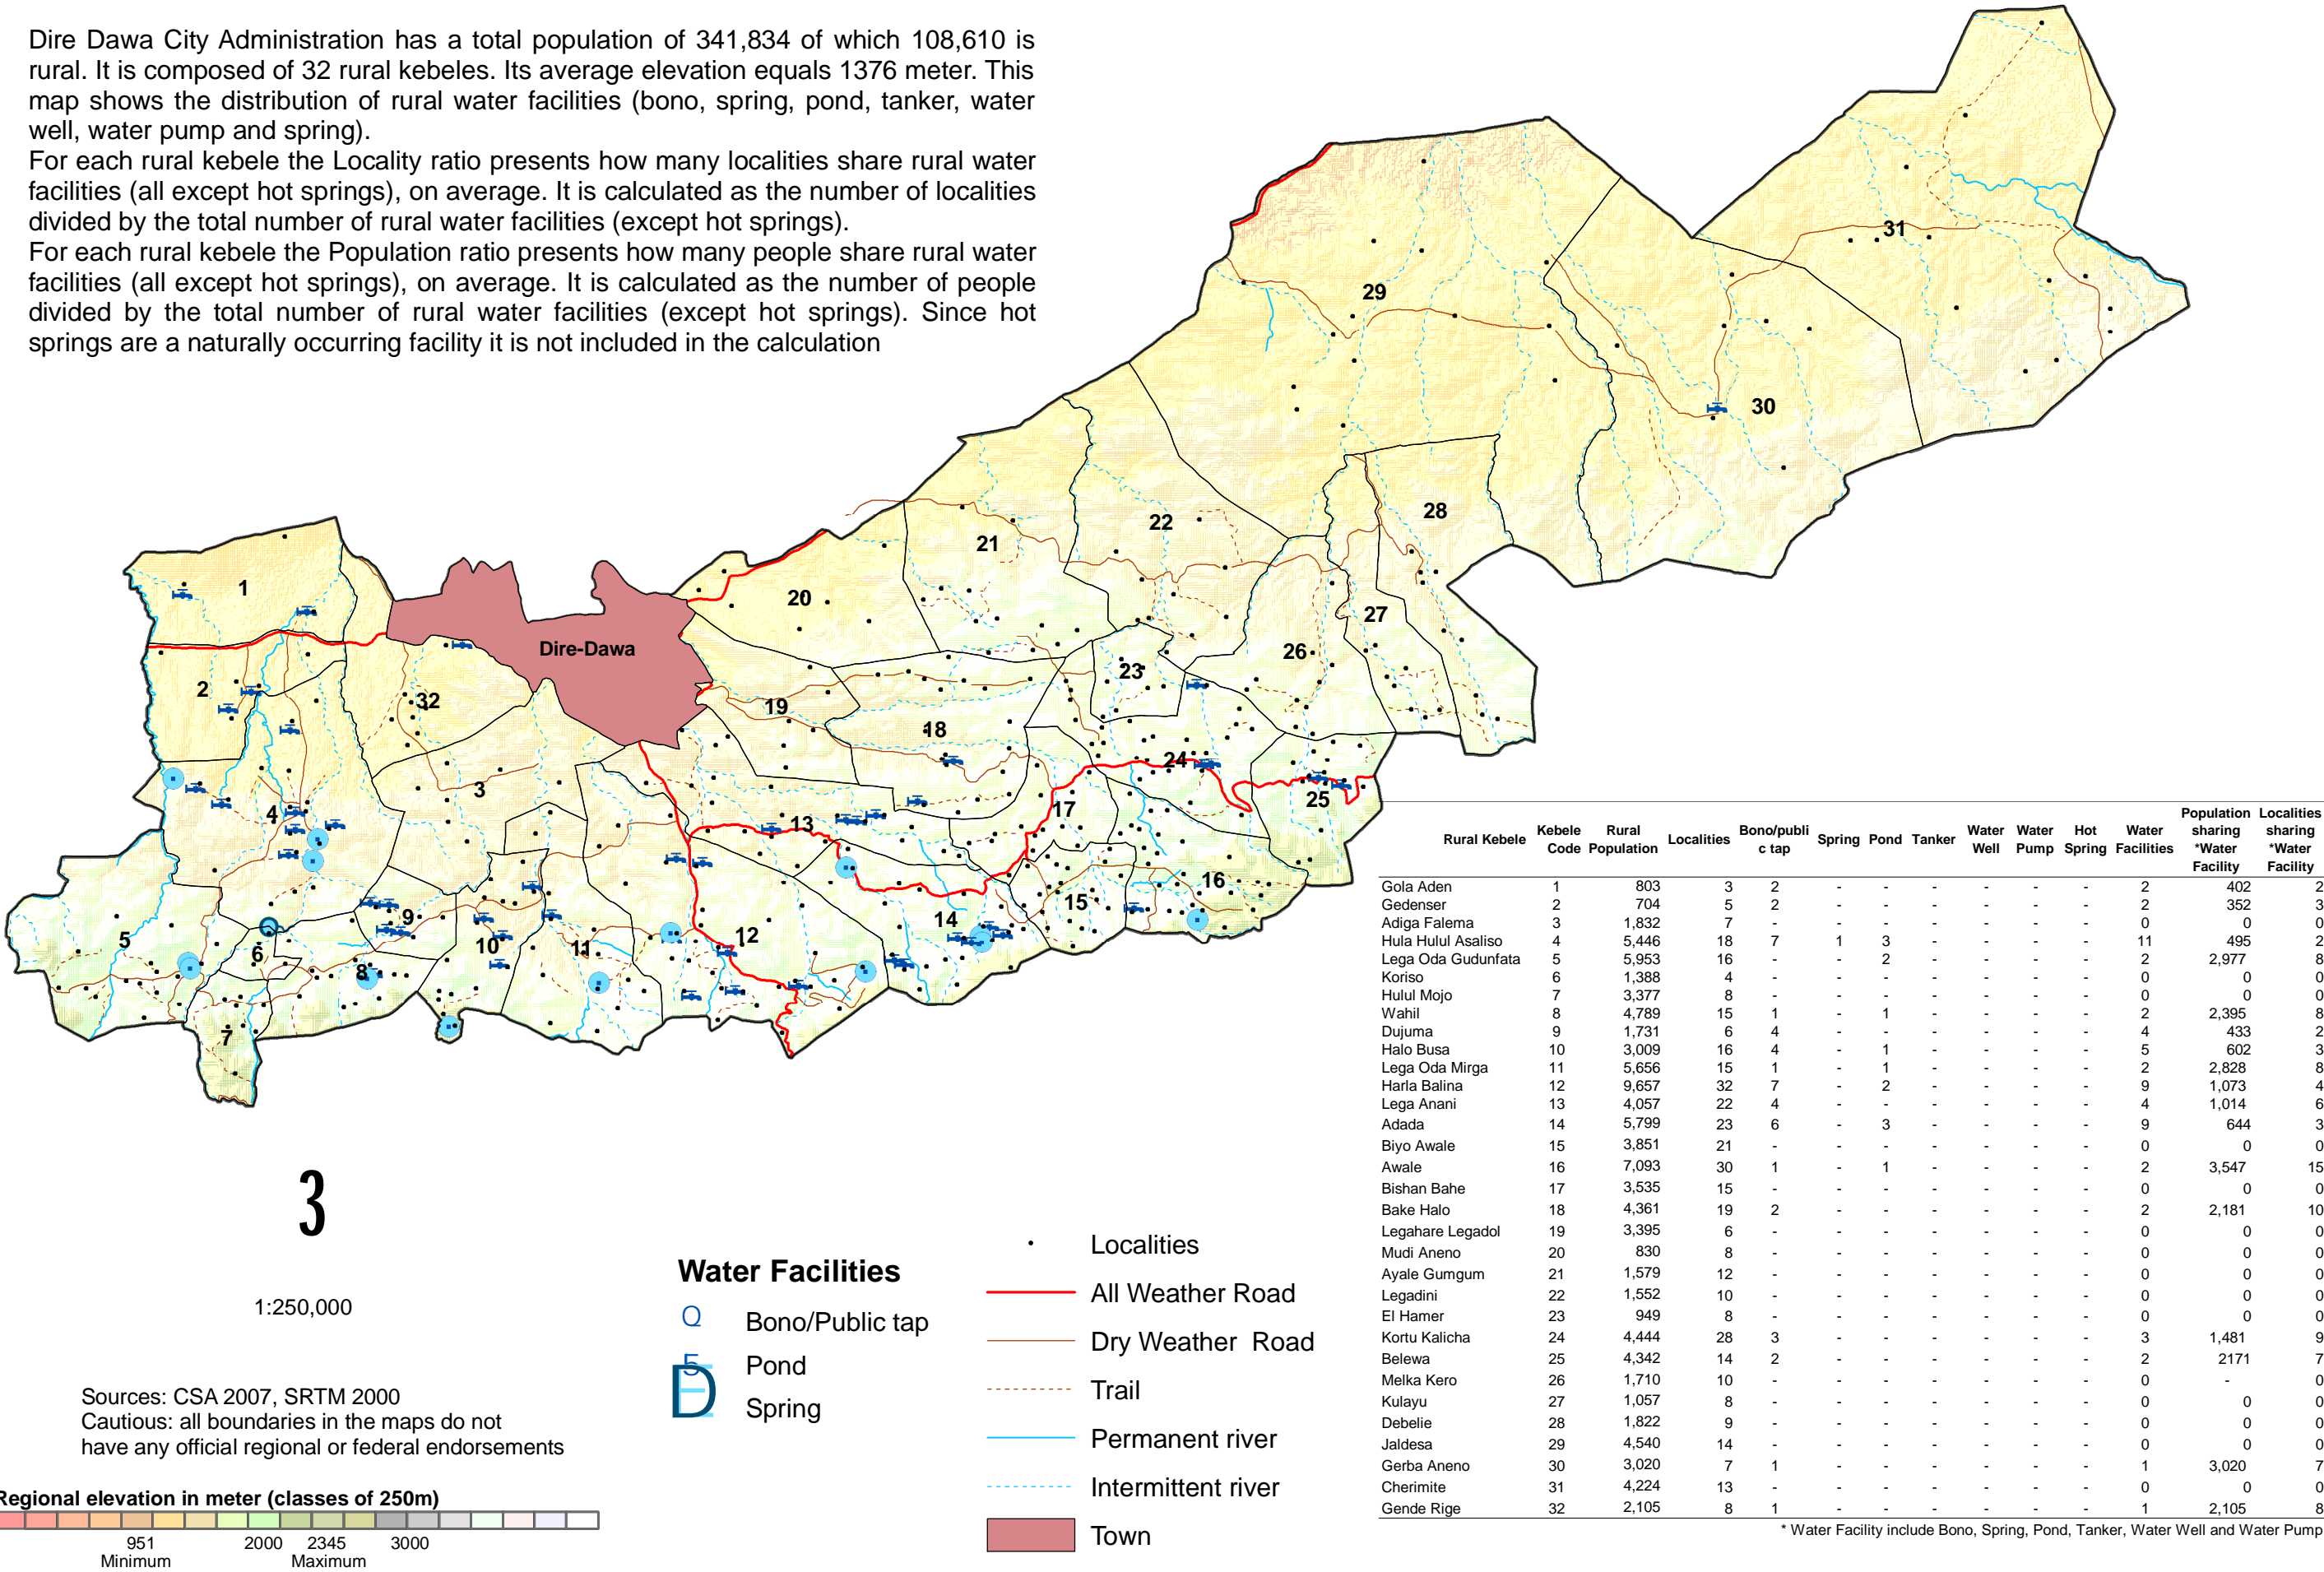 Dire Dawa City Administration has a total population of 341,834 of which 108,610 is
rural. It is composed of 32 rural kebeles. Its average elevation equals 1376 meter. This
map shows the distribution of rural water facilities (bono, spring, pond, tanker, water
well, water pump and spring).
For each rural kebele the Locality ratio presents how many localities share rural water
facilities (all except hot springs), on average. It is calculated as the number of localities
divided by the total number of rural water facilities (except hot springs).
For each rural kebele the Population ratio presents how many people share rural water
facilities (all except hot springs), on average. It is calculated as the number of people
divided by the total number of rural water facilities (except hot springs). Since hot
springs are a naturally occurring facility it is not included in the calculation
31
29
30
28
22
21
1
20
27
Dire-Dawa
26
23
2
32
19
18
24
3
25
4
17
13
16
15
9
14
12
5
10
11
6
8
7
Rural Kebele Kebele Code Rural Population Localities Bono/public tap Spring Pond Tanker Water Well Water Pump Hot Spring Water Facilities Population sharing *Water Facility Localities sharing *Water Facility
Gola Aden 1 803 3 2 - - - - - - 2 402 2
Gedenser 2 704 5 2 - - - - - - 2 352 3
Adiga Falema 3 1,832 7 - - - - - - - 0 0 0
Hula Hulul Asaliso 4 5,446 18 7 1 3 - - - - 11 495 2
Lega Oda Gudunfata 5 5,953 16 - - 2 - - - - 2 2,977 8
Koriso 6 1,388 4 - - - - - - - 0 0 0
Hulul Mojo 7 3,377 8 - - - - - - - 0 0 0
Wahil 8 4,789 15 1 - 1 - - - - 2 2,395 8
Dujuma 9 1,731 6 4 - - - - - - 4 433 2
Halo Busa 10 3,009 16 4 - 1 - - - - 5 602 3
Lega Oda Mirga 11 5,656 15 1 - 1 - - - - 2 2,828 8
Harla Balina 12 9,657 32 7 - 2 - - - - 9 1,073 4
Lega Anani 13 4,057 22 4 - - - - - - 4 1,014 6
Adada 14 5,799 23 6 - 3 - - - - 9 644 3
Biyo Awale 15 3,851 21 - - - - - - - 0 0 0
Awale 16 7,093 30 1 - 1 - - - - 2 3,547 15
Bishan Bahe 17 3,535 15 - - - - - - - 0 0 0
Bake Halo 18 4,361 19 2 - - - - - - 2 2,181 10
Legahare Legadol 19 3,395 6 - - - - - - - 0 0 0
Mudi Aneno 20 830 8 - - - - - - - 0 0 0
Ayale Gumgum 21 1,579 12 - - - - - - - 0 0 0
Legadini 22 1,552 10 - - - - - - - 0 0 0
El Hamer 23 949 8 - - - - - - - 0 0 0
Kortu Kalicha 24 4,444 28 3 - - - - - - 3 1,481 9
Belewa 25 4,342 14 2 - - - - - - 2 2171 7
Melka Kero 26 1,710 10 - - - - - - - 0 - 0
Kulayu 27 1,057 8 - - - - - - - 0 0 0
Debelie 28 1,822 9 - - - - - - - 0 0 0
Jaldesa 29 4,540 14 - - - - - - - 0 0 0
Gerba Aneno 30 3,020 7 1 - - - - - - 1 3,020 7
Cherimite 31 4,224 13 - - - - - - - 0 0 0
Gende Rige 32 2,105 8 1 - - - - - - 1 2,105 8
* Water Facility include Bono, Spring, Pond, Tanker, Water Well and Water Pump
3
1:250,000
Sources: CSA 2007, SRTM 2000
Cautious: all boundaries in the maps do not
have any official regional or federal endorsements
Regional elevation in meter (classes of 250m)
951 2000 2345 3000
Minimum Maximum
Water Facilities
Q Bono/Public tap
5 Pond
D Spring
Localities
All Weather Road
Dry Weather Road
Trail
Permanent river
Intermittent river
Town